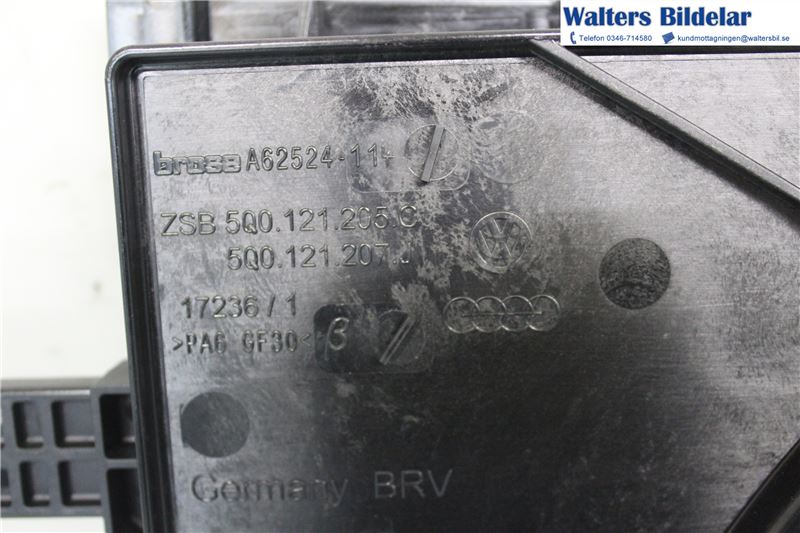 Walters Bildelar
Telefon 0346-714580 kundmottagningen@waltersbil.se
brose A62524-11+
ZSB 5Q0.121.205.C
5Q0.121.207.J
17236/1
>PA6 GF30< β
Germany BRV